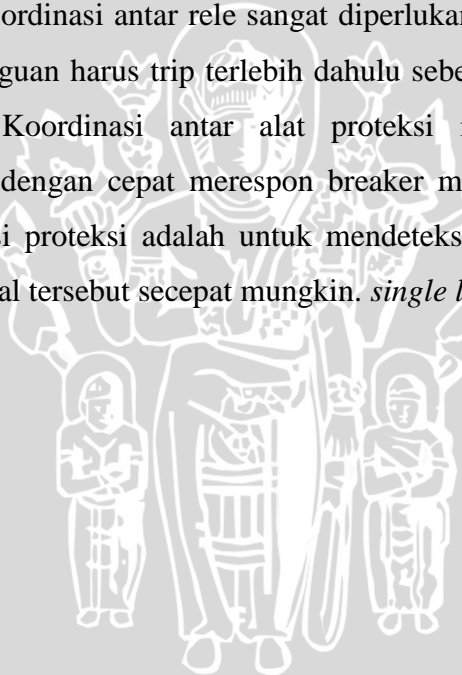 ordinasi antar rele sangat diperlukan
guan harus trip terlebih dahulu sebe
Koordinasi antar alat proteksi
dengan cepat merespon breaker m
si proteksi adalah untuk mendeteks
al tersebut secepat mungkin. single l